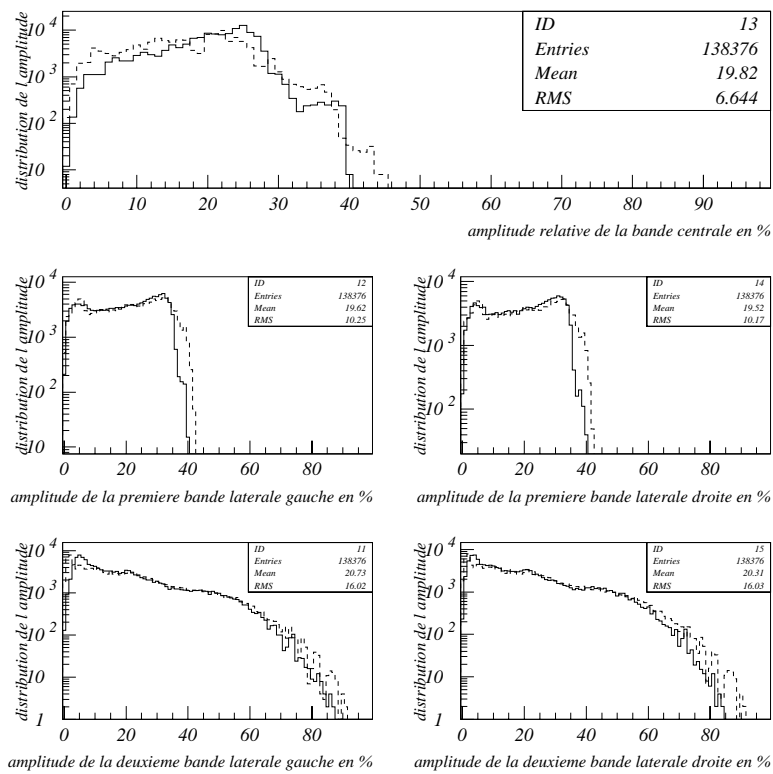 distribution de l amplitude
10 4
10 3
10 2
10
ID 13
Entries 138376
Mean 19.82
RMS 6.644
0 10 20 30 40 50 60 70 80 90
amplitude relative de la bande centrale en %
distribution de l amplitude
10 4
10 3
10 2
10
ID 12
Entries 138376
Mean 19.62
RMS 10.25
0 20 40 60 80
amplitude de la premiere bande laterale gauche en %
distribution de l amplitude
10 4
10 3
10 2
ID 14
Entries 138376
Mean 19.52
RMS 10.17
0 20 40 60 80
amplitude de la premiere bande laterale droite en %
distribution de l amplitude
10 4
10 3
10 2
10
1
ID 11
Entries 138376
Mean 20.73
RMS 16.02
0 20 40 60 80
amplitude de la deuxieme bande laterale gauche en %
distribution de l amplitude
10 4
10 3
10 2
10
1
ID 15
Entries 138376
Mean 20.31
RMS 16.03
0 20 40 60 80
amplitude de la deuxieme bande laterale droite en %